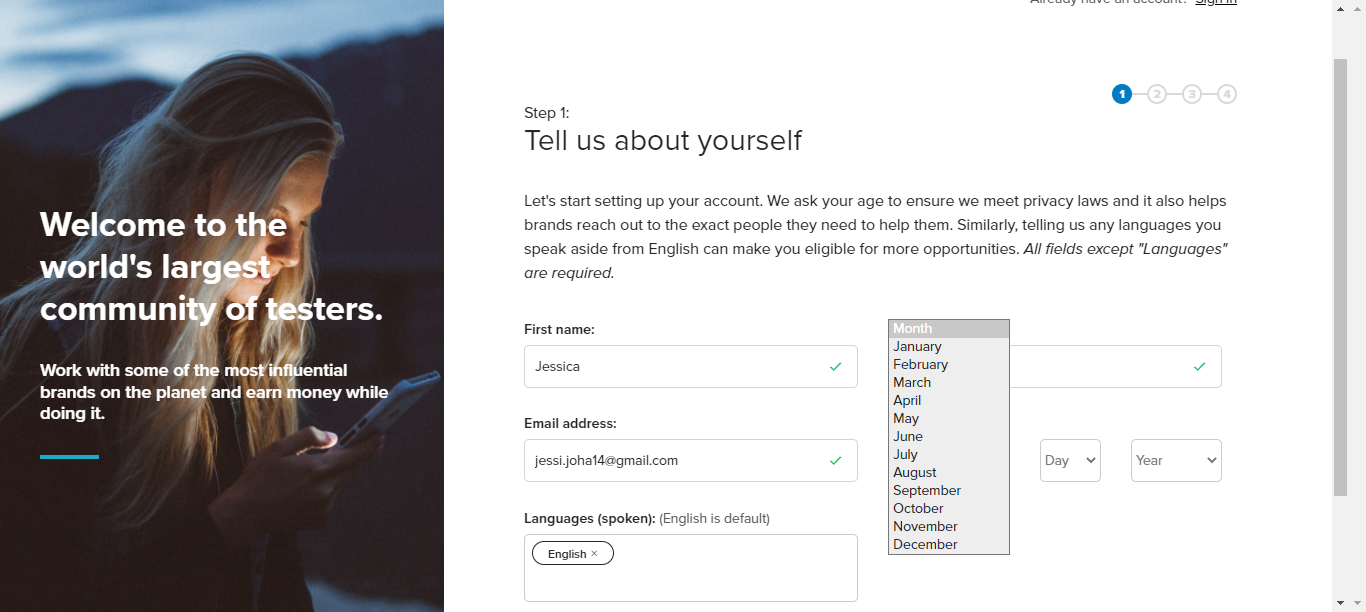 Already have an account? Sign in
1 2 3 4
Step 1:
Tell us about yourself
Let's start setting up your account. We ask your age to ensure we meet privacy laws and it also helps
brands reach out to the exact people they need to help them. Similarly, telling us any languages you
speak aside from English can make you eligible for more opportunities. All fields except "Languages"
are required.
Welcome to the
world's largest
community of testers.
Work with some of the most influential
brands on the planet and earn money while
doing it.
First name:
Jessica
Email address:
jessi.joha14@gmail.com
Languages (spoken): (English is default)
English ×
Month
January
February
March
April
May
June
July
August
September
October
November
December
Day
Year